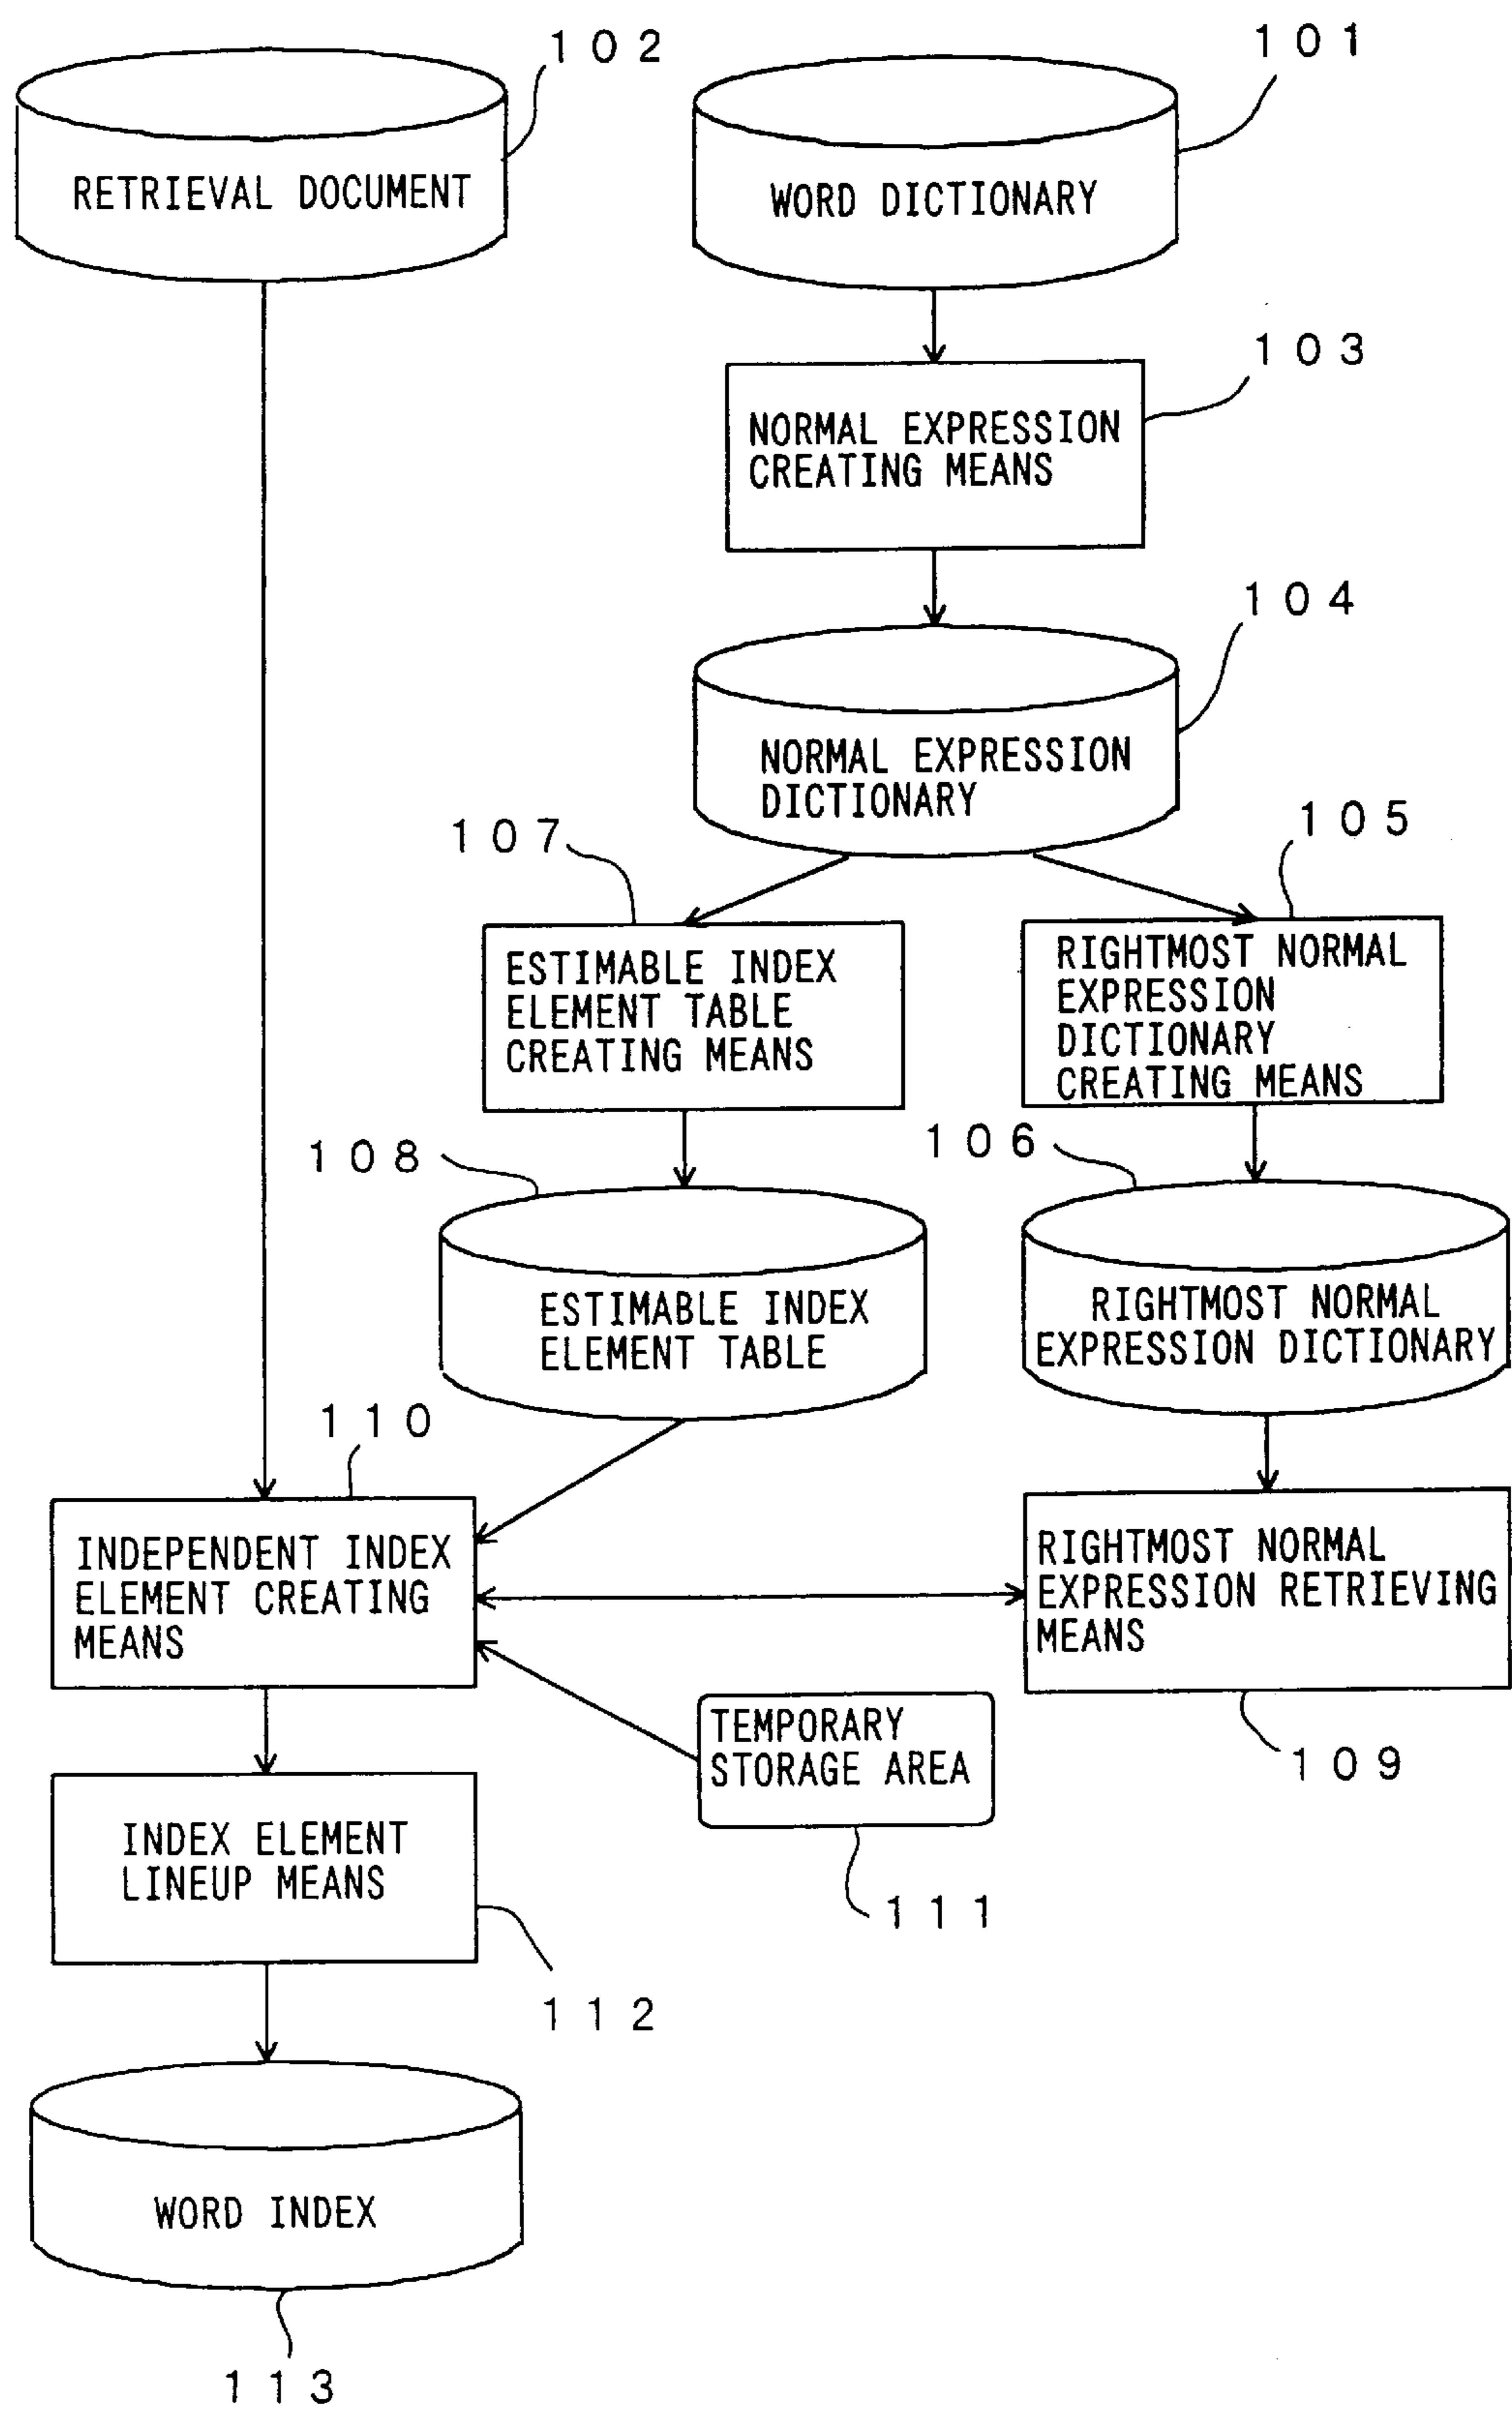 102
101
RETRIEVAL DOCUMENT
WORD DICTIONARY
103
NORMAL EXPRESSION
CREATING MEANS
104
NORMAL EXPRESSION
DICTIONARY
107
105
ESTIMABLE INDEX
ELEMENT TABLE
CREATING MEANS
RIGHTMOST NORMAL
EXPRESSION
DICTIONARY
CREATING MEANS
108
106
ESTIMABLE INDEX
ELEMENT TABLE
RIGHTMOST NORMAL
EXPRESSION DICTIONARY
110
INDEPENDENT INDEX
ELEMENT CREATING
MEANS
RIGHTMOST NORMAL
EXPRESSION RETRIEVING
MEANS
TEMPORARY
STORAGE AREA
109
INDEX ELEMENT
LINEUP MEANS
111
112
WORD INDEX
113